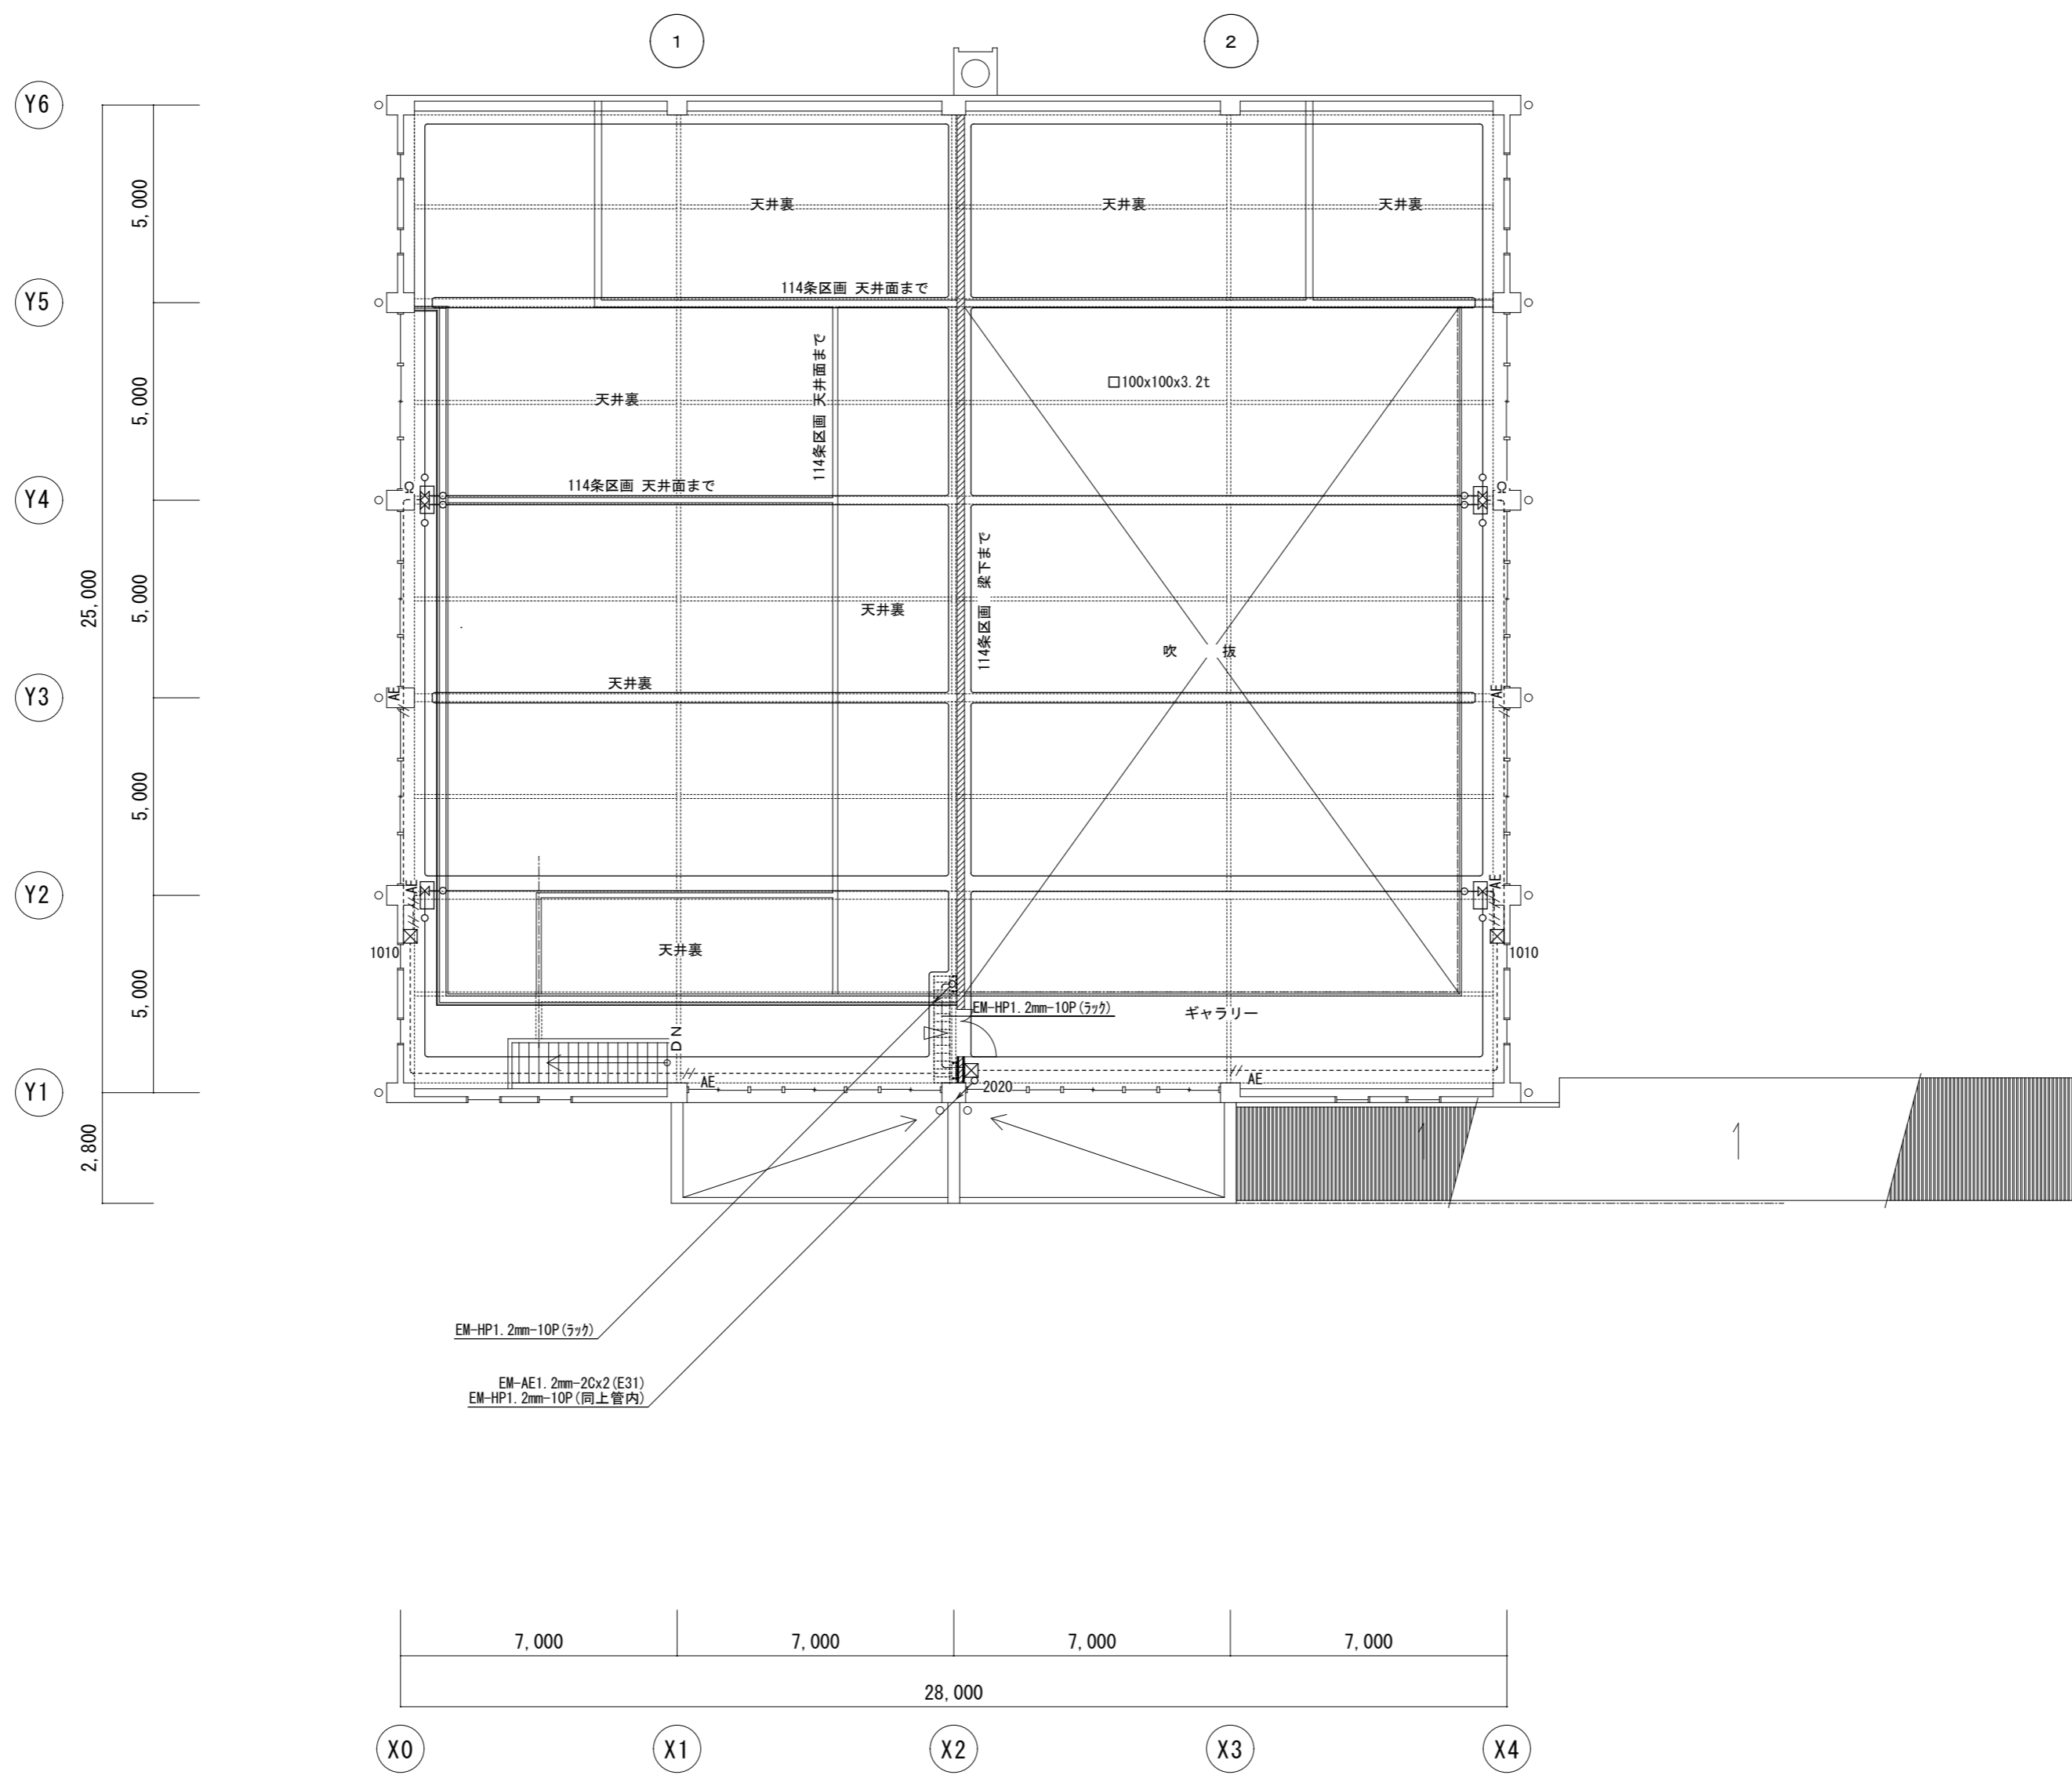 1
2
Y6
5,000
天井裏
天井裏
天井裏
Y5
114条区画 天井面まで
114条区画 天井面まで
□100x100x3.2t
5,000
天井裏
114条区画 天井面まで
Y4
114条区画 梁下まで
25,000
5,000
天井裏
吹 抜
天井裏
Y3
AE
AE
5,000
Y2
AE
AE
1010
天井裏
1010
5,000
EM-HP1.2mm-10P(ラック)
ギャラリー
DN
AE
2020
AE
Y1
2,800
1
1
EM-HP1.2mm-10P(ラック)
EM-AE1.2mm-2Cx2(E31)
EM-HP1.2mm-10P(同上管内)
7,000
7,000
7,000
7,000
28,000
X0
X1
X2
X3
X4